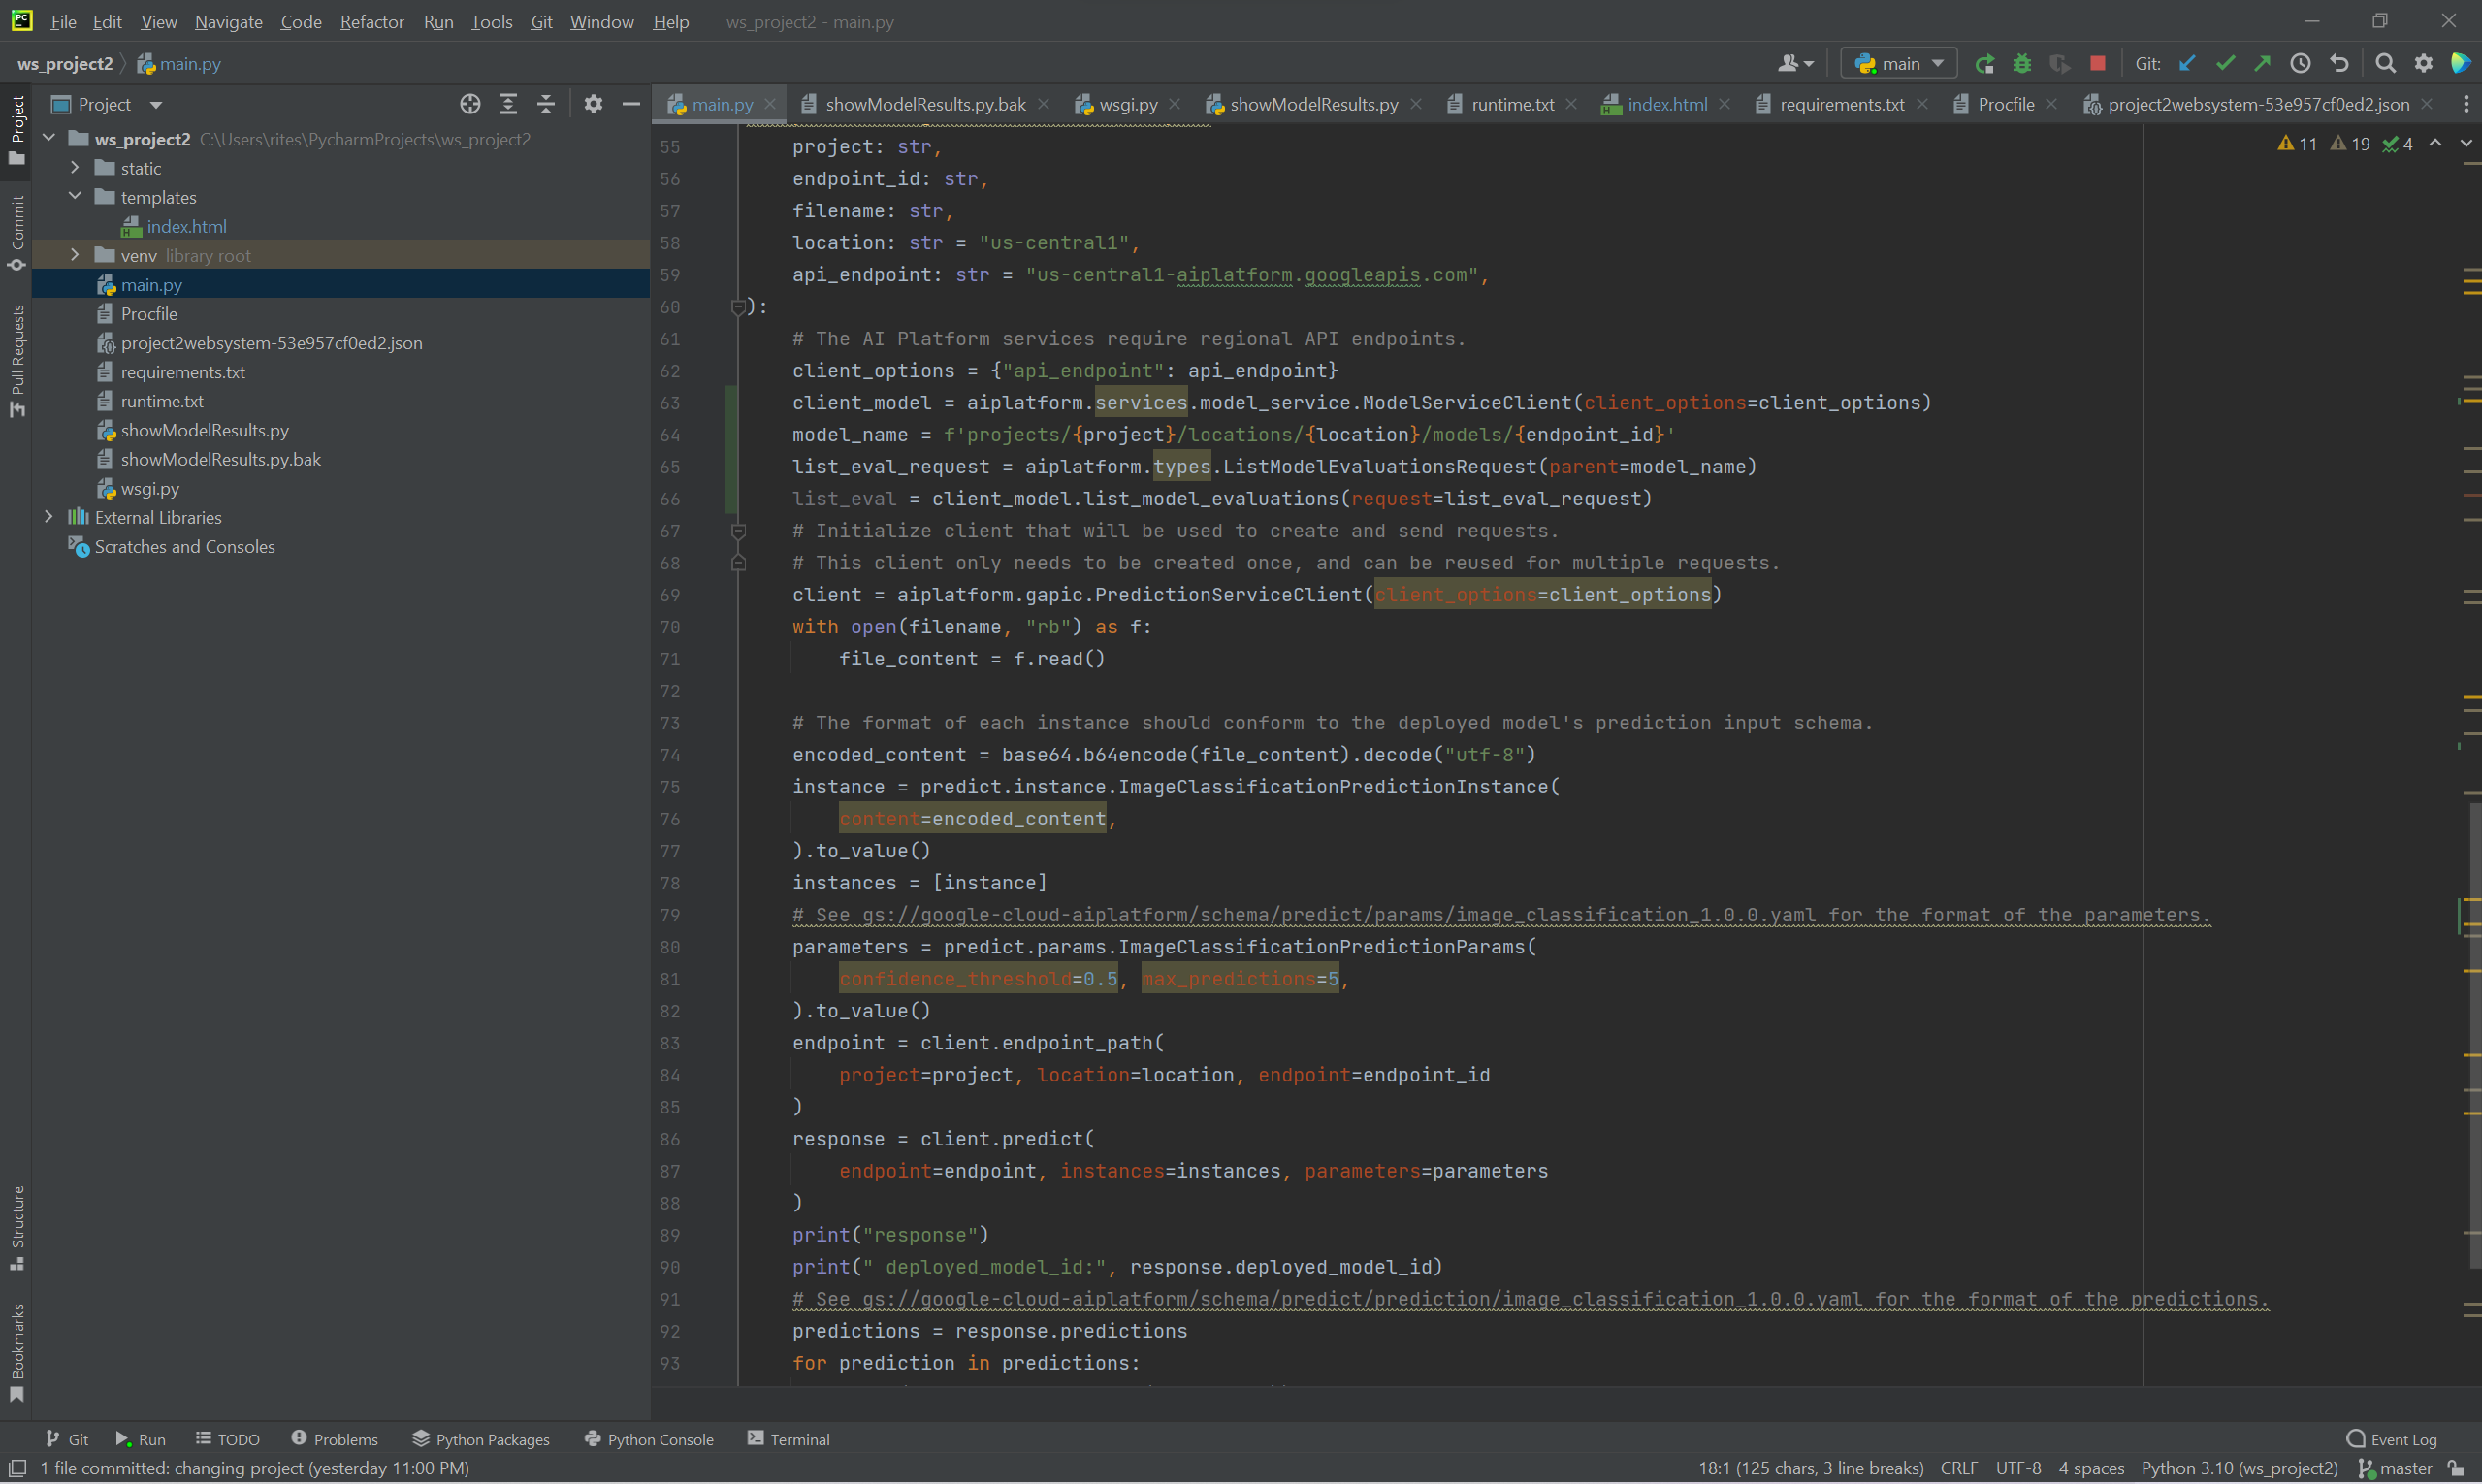 PC File Edit View Navigate Code Refactor Run Tools Git Window Help ws_project2 - main.py
ws_project2 main.py main Git:
Project
main.py showModelResults.py.bak wsgi.py showModelResults.py runtime.txt index.html requirements.txt Procfile project2websystem-53e957cf0ed2.json
11 19 4
Project
Commit
Pull Requests
Structure
Bookmarks
ws_project2 C:\Users\rites\PycharmProjects\ws_project2
static
templates
index.html
venv library root
main.py
Procfile
project2websystem-53e957cf0ed2.json
requirements.txt
runtime.txt
showModelResults.py
showModelResults.py.bak
wsgi.py
External Libraries
Scratches and Consoles
55 project: str,
56 endpoint_id: str,
57 filename: str,
58 location: str = "us-central1",
59 api_endpoint: str = "us-central1-aiplatform.googleapis.com",
60 ):
61 # The AI Platform services require regional API endpoints.
62 client_options = {"api_endpoint": api_endpoint}
63 client_model = aiplatform.services.model_service.ModelServiceClient(client_options=client_options)
64 model_name = f'projects/{project}/locations/{location}/models/{endpoint_id}'
65 list_eval_request = aiplatform.types.ListModelEvaluationsRequest(parent=model_name)
66 list_eval = client_model.list_model_evaluations(request=list_eval_request)
67 # Initialize client that will be used to create and send requests.
68 # This client only needs to be created once, and can be reused for multiple requests.
69 client = aiplatform.gapic.PredictionServiceClient(client_options=client_options)
70 with open(filename, "rb") as f:
71 file_content = f.read()
72
73 # The format of each instance should conform to the deployed model's prediction input schema.
74 encoded_content = base64.b64encode(file_content).decode("utf-8")
75 instance = predict.instance.ImageClassificationPredictionInstance(
76 content=encoded_content,
77 ).to_value()
78 instances = [instance]
79 # See gs://google-cloud-aiplatform/schema/predict/params/image_classification_1.0.0.yaml for the format of the parameters.
80 parameters = predict.params.ImageClassificationPredictionParams(
81 confidence_threshold=0.5, max_predictions=5,
82 ).to_value()
83 endpoint = client.endpoint_path(
84 project=project, location=location, endpoint=endpoint_id
85 )
86 response = client.predict(
87 endpoint=endpoint, instances=instances, parameters=parameters
88 )
89 print("response")
90 print(" deployed_model_id:", response.deployed_model_id)
91 # See gs://google-cloud-aiplatform/schema/predict/prediction/image_classification_1.0.0.yaml for the format of the predictions.
92 predictions = response.predictions
93 for prediction in predictions:
Git Run TODO Problems Python Packages Python Console Terminal Event Log
1 file committed: changing project (yesterday 11:00 PM) 18:1 (125 chars, 3 line breaks) CRLF UTF-8 4 spaces Python 3.10 (ws_project2) master